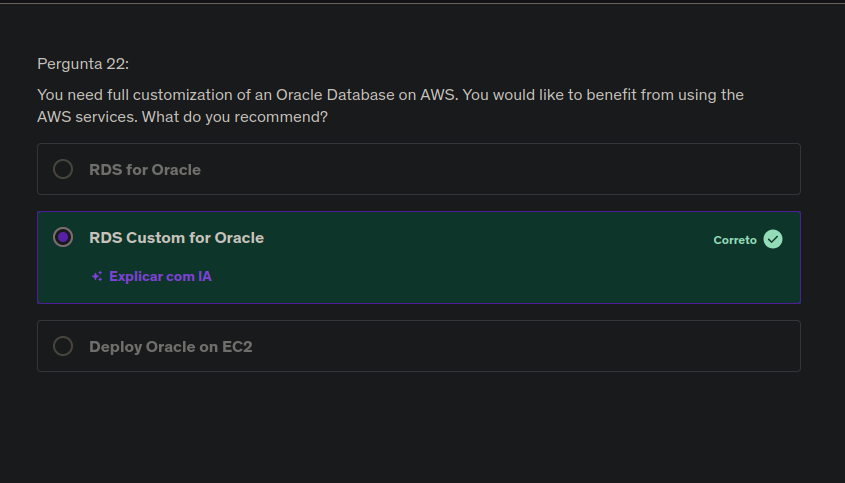 Pergunta 22:
You need full customization of an Oracle Database on AWS. You would like to benefit from using the
AWS services. What do you recommend?
RDS for Oracle
RDS Custom for Oracle
Correto
Explicar com IA
Deploy Oracle on EC2